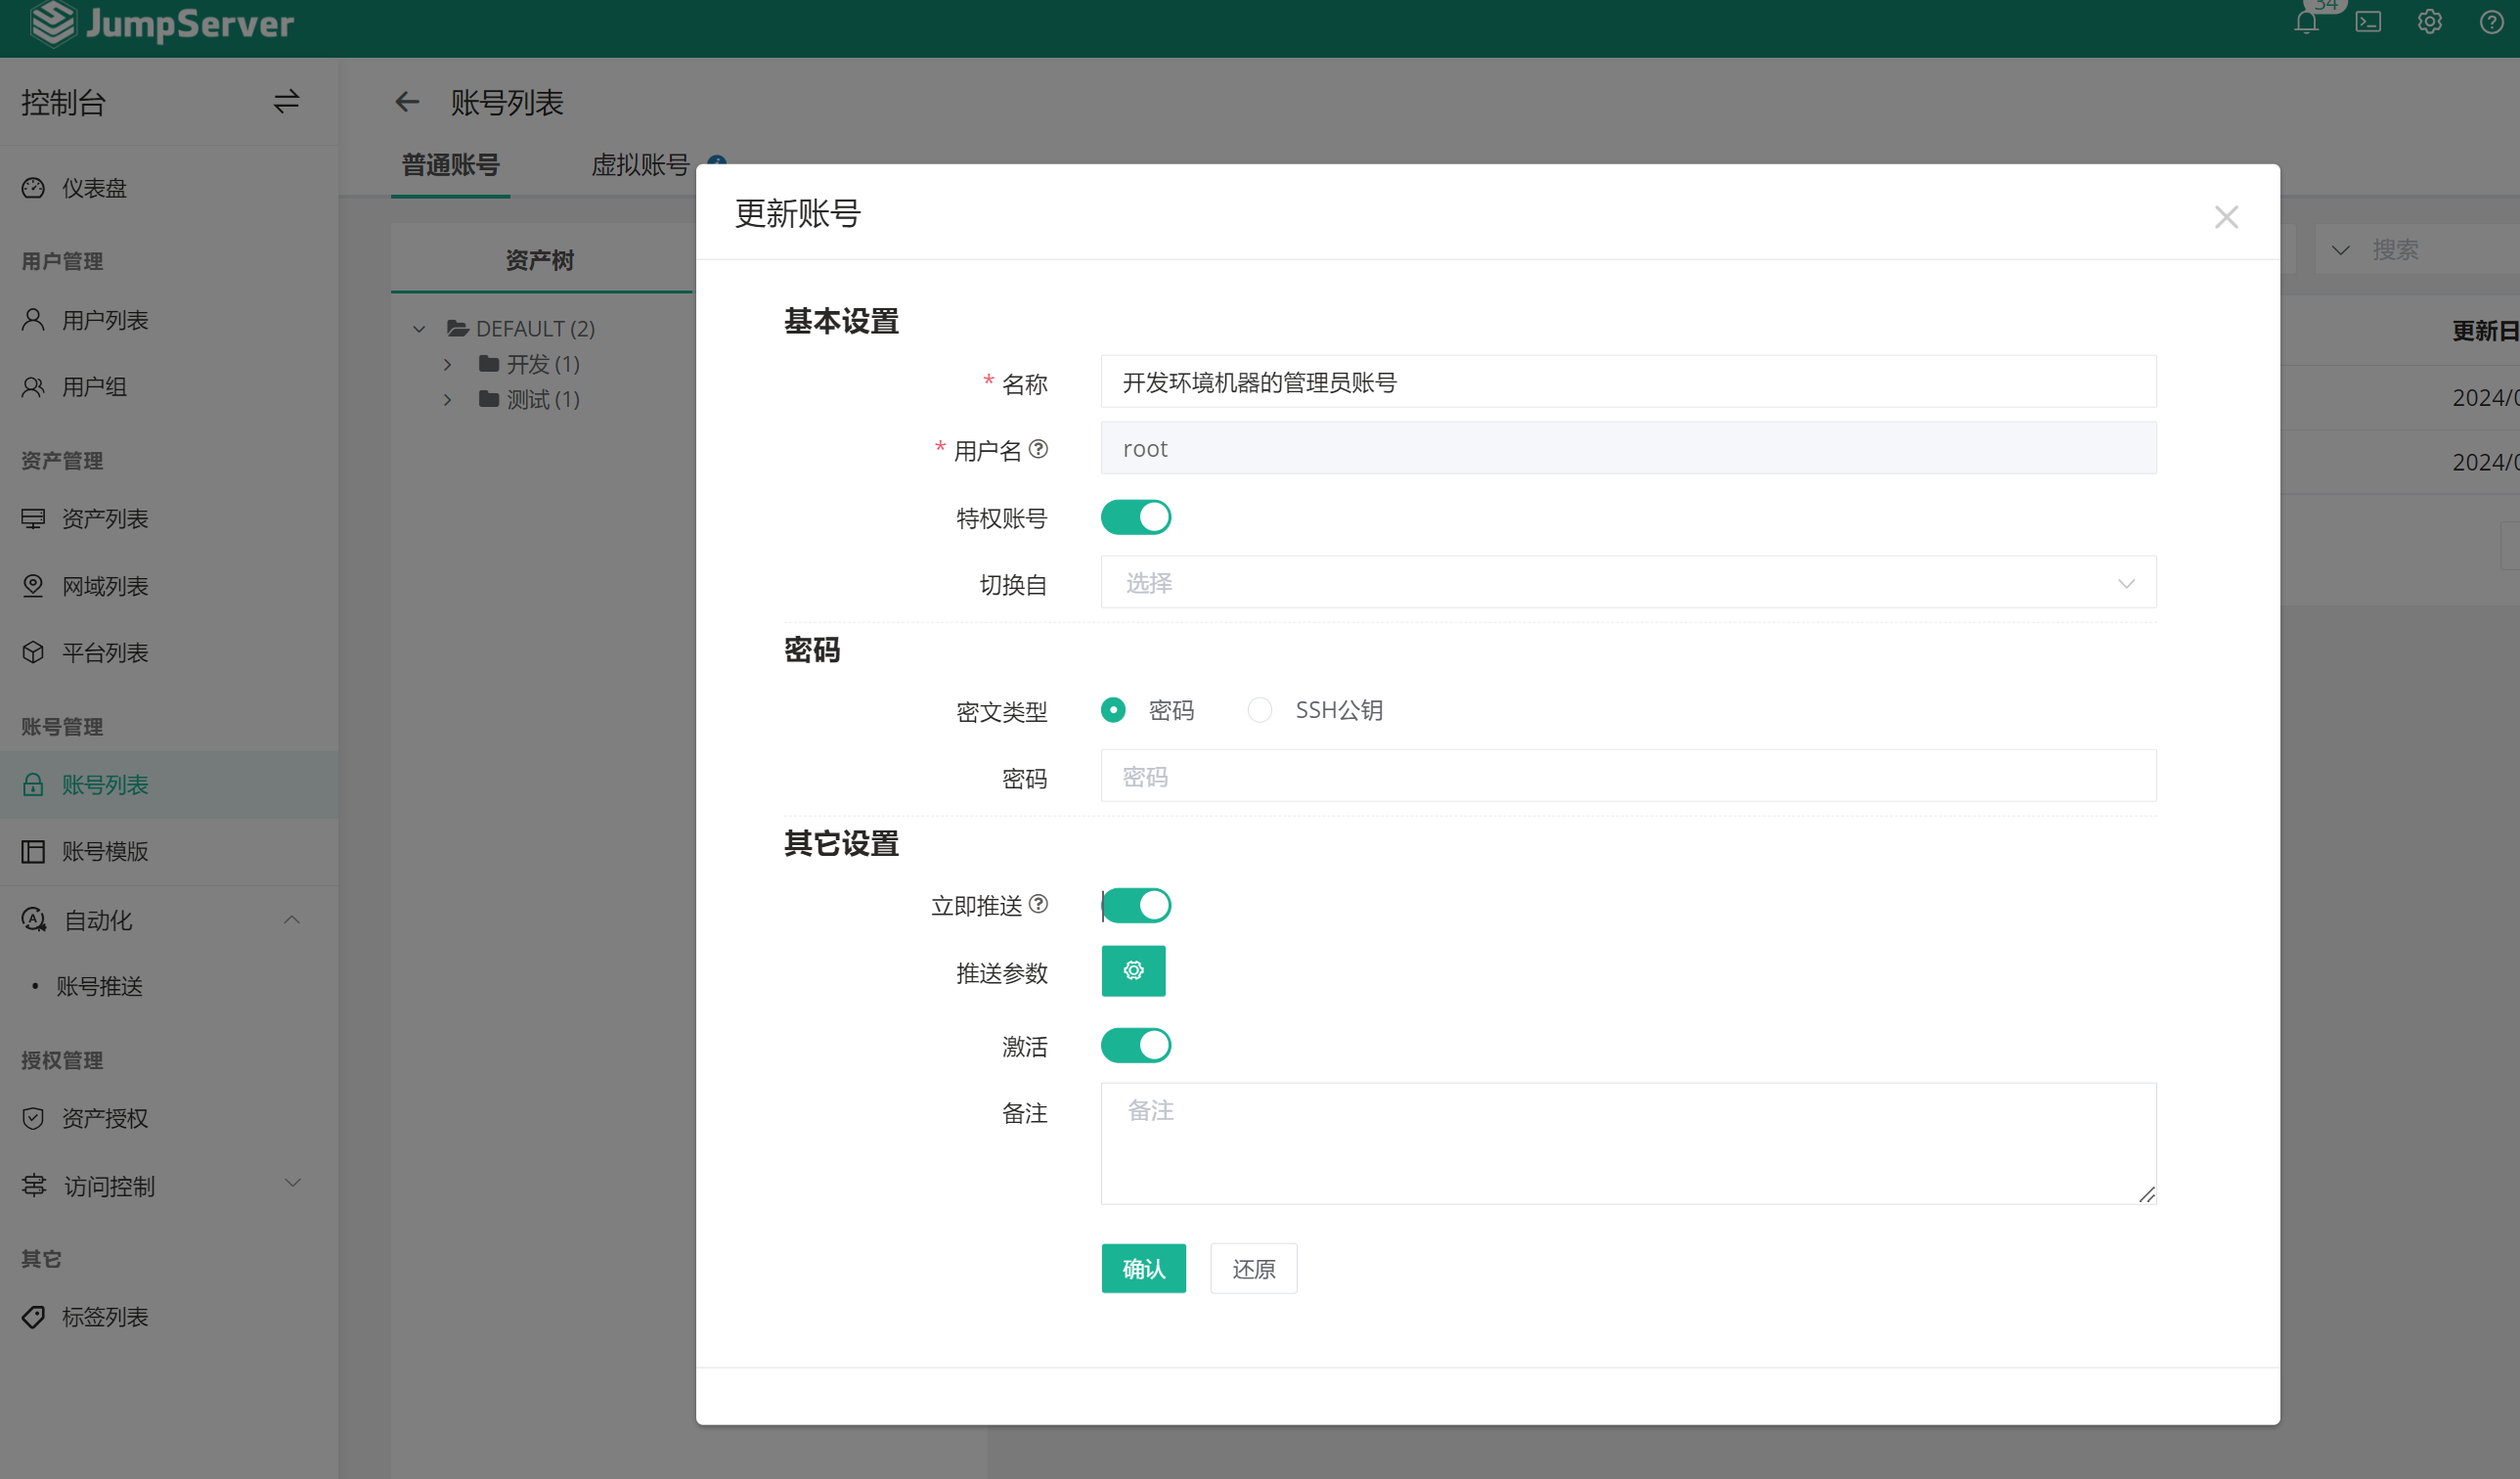 JumpServer
34
控制台
仪表盘
用户管理
用户列表
用户组
资产管理
资产列表
网域列表
平台列表
账号管理
账号列表
账号模版
自动化
账号推送
授权管理
资产授权
访问控制
其它
标签列表
账号列表
普通账号
虚拟账号
资产树
DEFAULT (2)
开发 (1)
测试 (1)
搜索
更新日
2024/0
2024/0
更新账号
基本设置
* 名称
开发环境机器的管理员账号
* 用户名
root
特权账号
切换自
选择
密码
密文类型
密码
SSH公钥
密码
密码
其它设置
立即推送
推送参数
激活
备注
备注
确认
还原